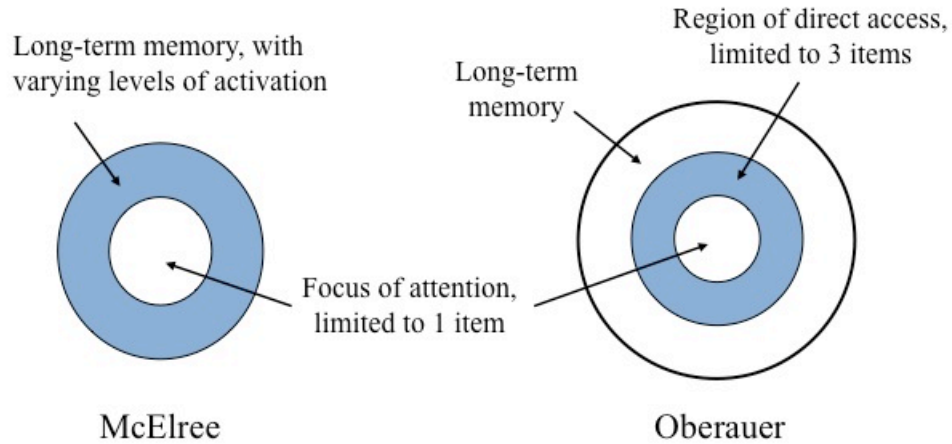 Long-term memory, with
varying levels of activation
Region of direct access,
limited to 3 items
Long-term
memory
Focus of attention,
limited to 1 item
McElree
Oberauer